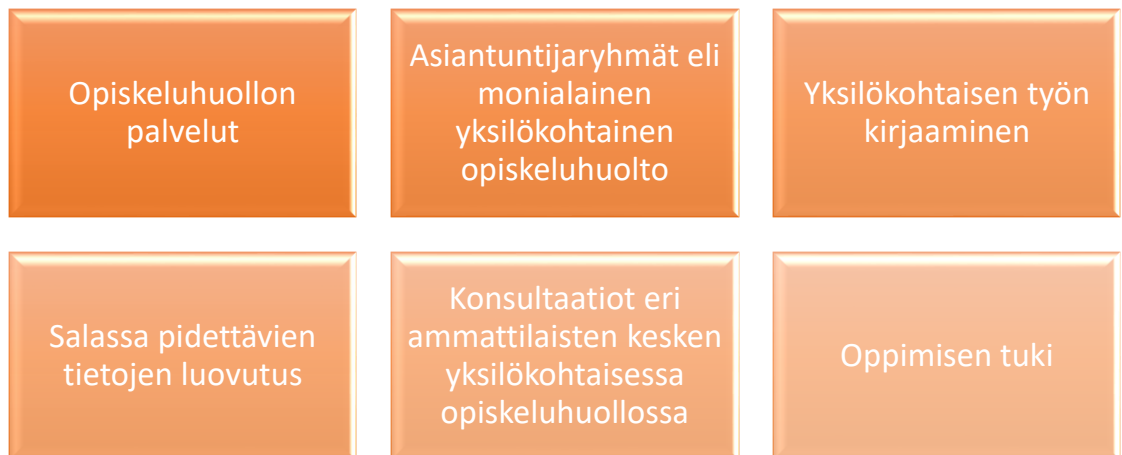 Opiskeluhuollon
palvelut
Asiantuntijaryhmät eli
monialainen
yksilökohtainen
opiskeluhuolto
Yksilökohtaisen työn
kirjaaminen
Salassa pidettävien
tietojen luovutus
Konsultaatiot eri
ammattilaisten kesken
yksilökohtaisessa
opiskeluhuollossa
Oppimisen tuki